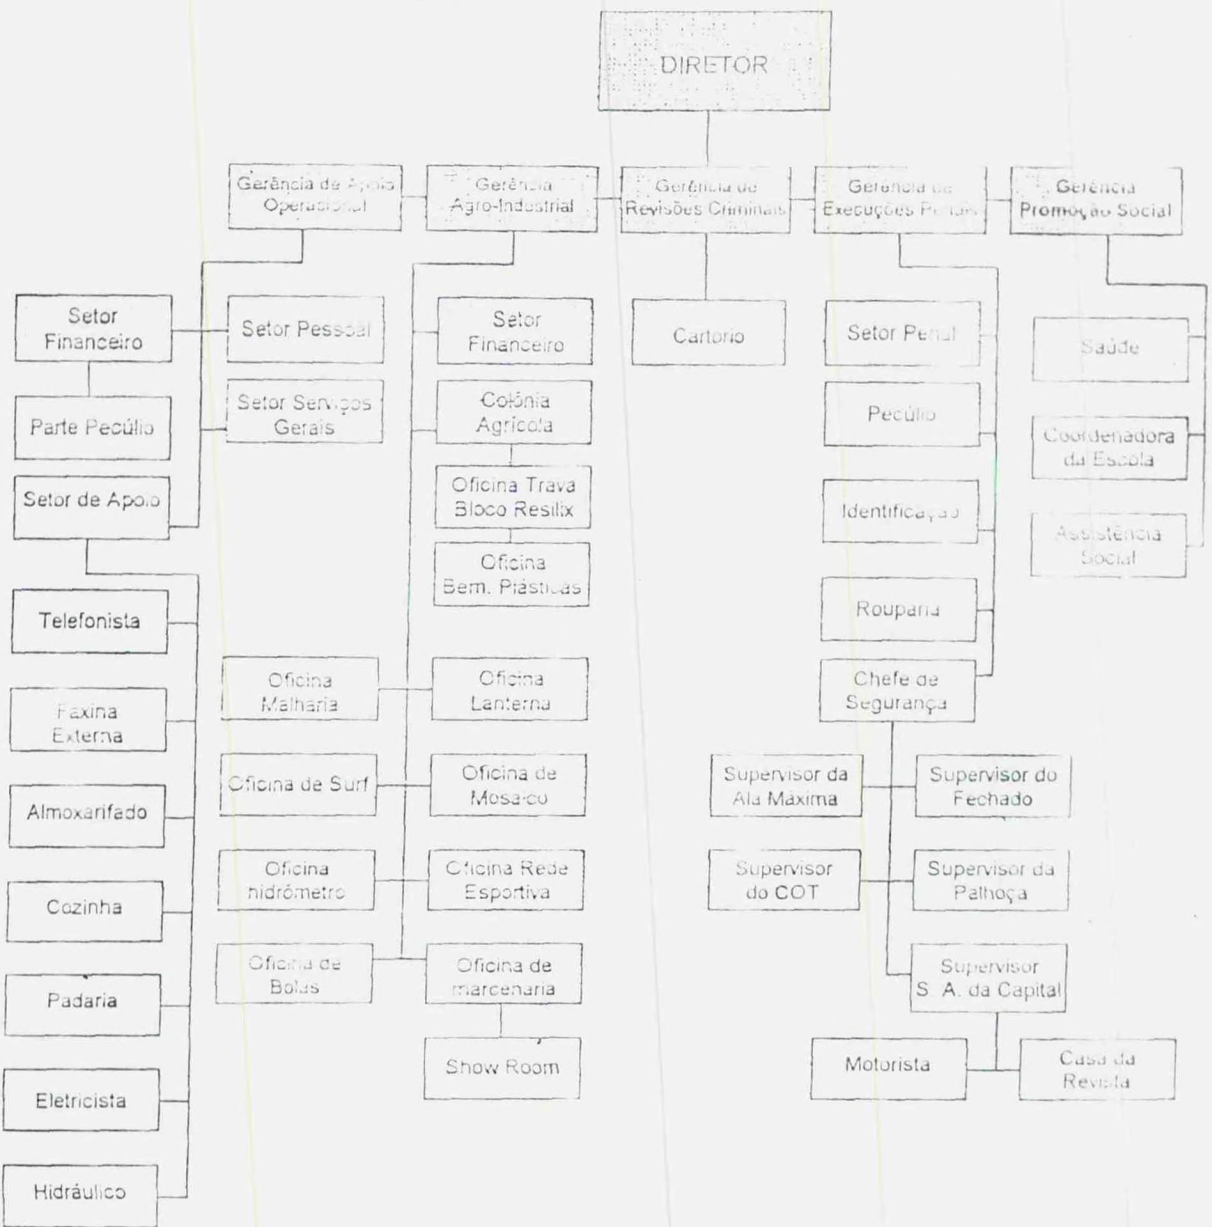 DIRETOR
Gerência de Apoio
Operacional
Gerência
Agro-Industrial
Gerência de
Revisões Criminais
Gerência de
Execuções Penais
Gerência
Promoção Social
Setor
Financeiro
Setor Pessoal
Parte Pecúlio
Setor Serviços
Gerais
Setor de Apoio
Telefonista
Faxina
Externa
Almoxarifado
Cozinha
Padaria
Eletricista
Hidráulico
Setor
Financeiro
Colônia
Agrícola
Oficina Trava
Bloco Resilix
Oficina
Bem. Plásticas
Oficina
Malharia
Oficina
Lanterna
Oficina de Surf
Oficina de
Mosaico
Oficina
hidrómetro
Oficina Rede
Esportiva
Oficina de
Bolas
Oficina de
marcenaria
Show Room
Cartorio
Setor Penal
Pecúlio
Identificação
Rouparia
Chefe de
Segurança
Supervisor da
Ala Máxima
Supervisor do
Fechado
Supervisor
do COT
Supervisor da
Palhoça
Supervisor
S. A. da Capital
Motorista
Casa da
Revista
Saúde
Coordenadora
da Escola
Assistência
Social